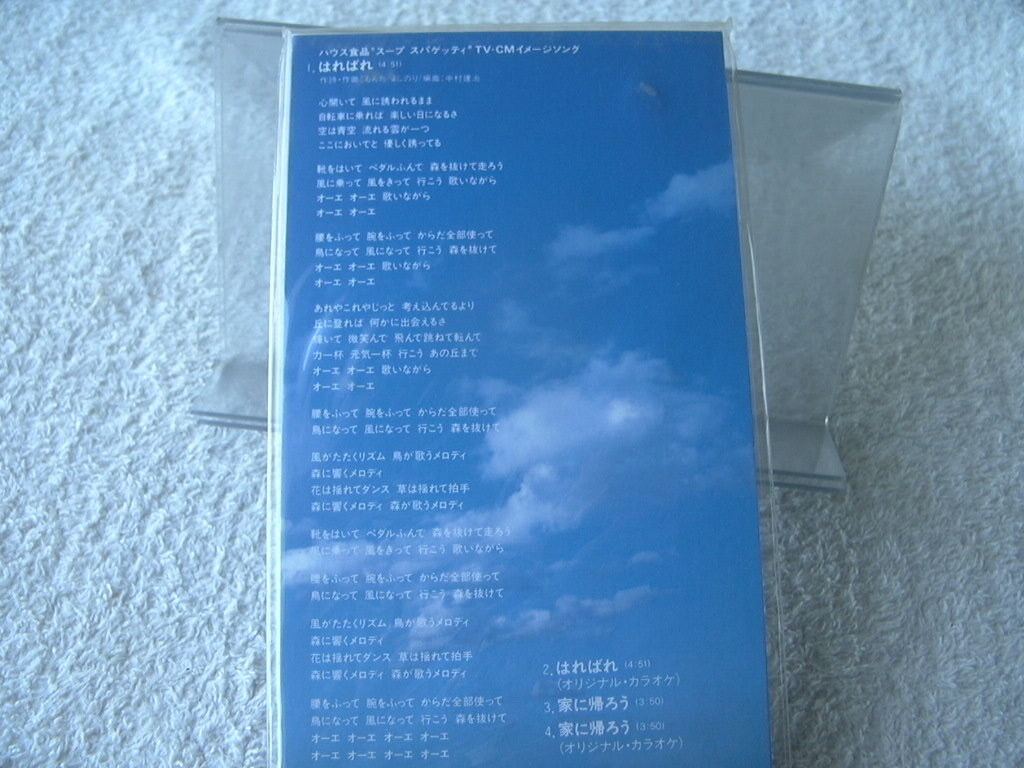 ハウス食品"スープ スパゲッティ"TV-CMイメージソング
1.はればれ (4:51)
作詩・作曲 よしのり/編曲:中村建治
心開いて 風に誘われるまま
自転車に乗れば 楽しい日になるさ
空は青空 流れる雲が一つ
ここにおいでと 優しく誘ってる
靴をはいて ペダルふんで 森を抜けて走ろう
風に乗って 風をきって 行こう 歌いながら
オーエ オーエ 歌いながら
オーエ オーエ
腰をふって 腕をふって からだ全部使って
鳥になって 風になって 行こう 森を抜けて
オーエ オーエ 歌いながら
オーエ オーエ
あれやこれやじっと 考え込んでるより
丘に登れば 何かに出会えるさ
輝いて 微笑んで 飛んで跳ねて転んで
力一杯 元気一杯 行こう あの丘まで
オーエ オーエ 歌いながら
オーエ オーエ
腰をふって 腕をふって からだ全部使って
鳥になって 風になって 行こう 森を抜けて
風がたたくリズム 鳥が歌うメロディ
森に響くメロディ
花は揺れてダンス 草は揺れて拍手
森に響くメロディ 森が歌うメロディ
靴をはいて ペダルふんで 森を抜けて走ろう
風に乗って 風をきって 行こう 歌いながら
腰をふって 腕をふって からだ全部使って
鳥になって 風になって 行こう 森を抜けて
風がたたくリズム 鳥が歌うメロディ
森に響くメロディ
花は揺れてダンス 草は揺れて拍手
森に響くメロディ 森が歌うメロディ
腰をふって 腕をふって からだ全部使って
鳥になって 風になって 行こう 森を抜けて
オーエ オーエ オーエ オーエ
オーエ オーエ オーエ オーエ
2.はればれ (4:51)
(オリジナル・カラオケ)
3.家に帰ろう (3:50)
4.家に帰ろう (3:50)
(オリジナル・カラオケ)